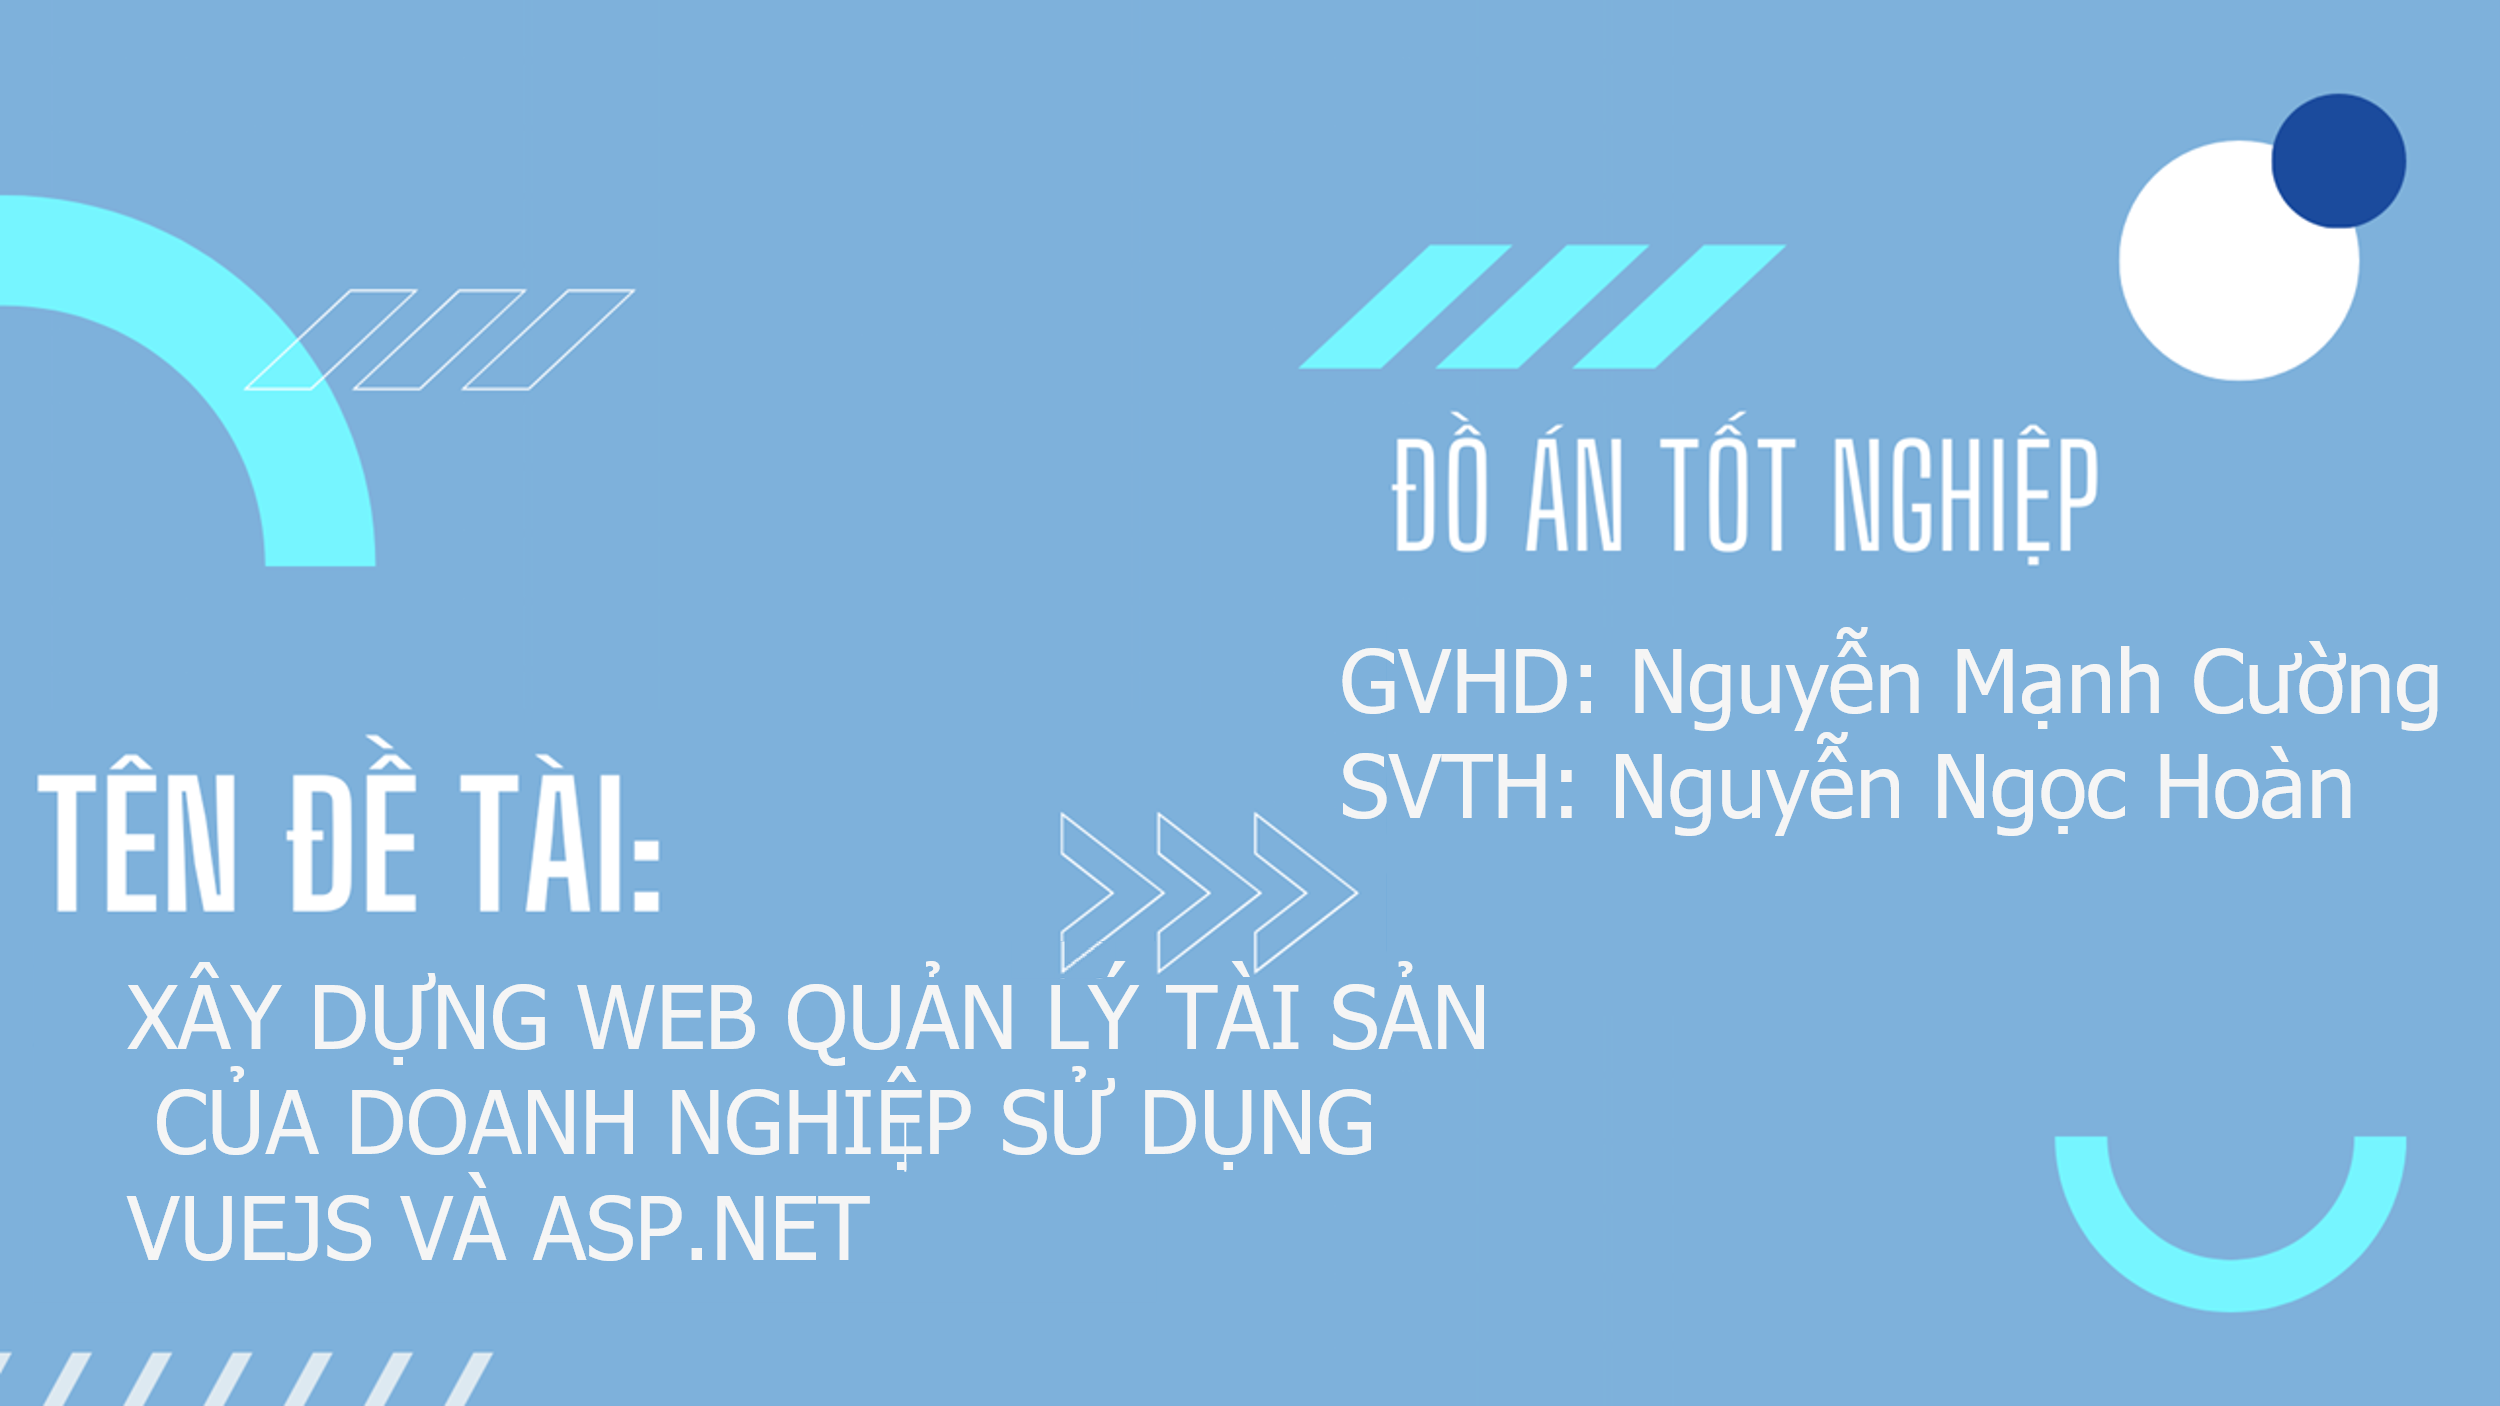 ĐỒ ÁN TỐT NGHIỆP
GVHD: Nguyễn Mạnh Cường
SVTH: Nguyễn Ngọc Hoàn
TÊN ĐỀ TÀI:
XÂY DỰNG WEB QUẢN LÝ TÀI SẢN
CỦA DOANH NGHIỆP SỬ DỤNG
VUEJS VÀ ASP.NET